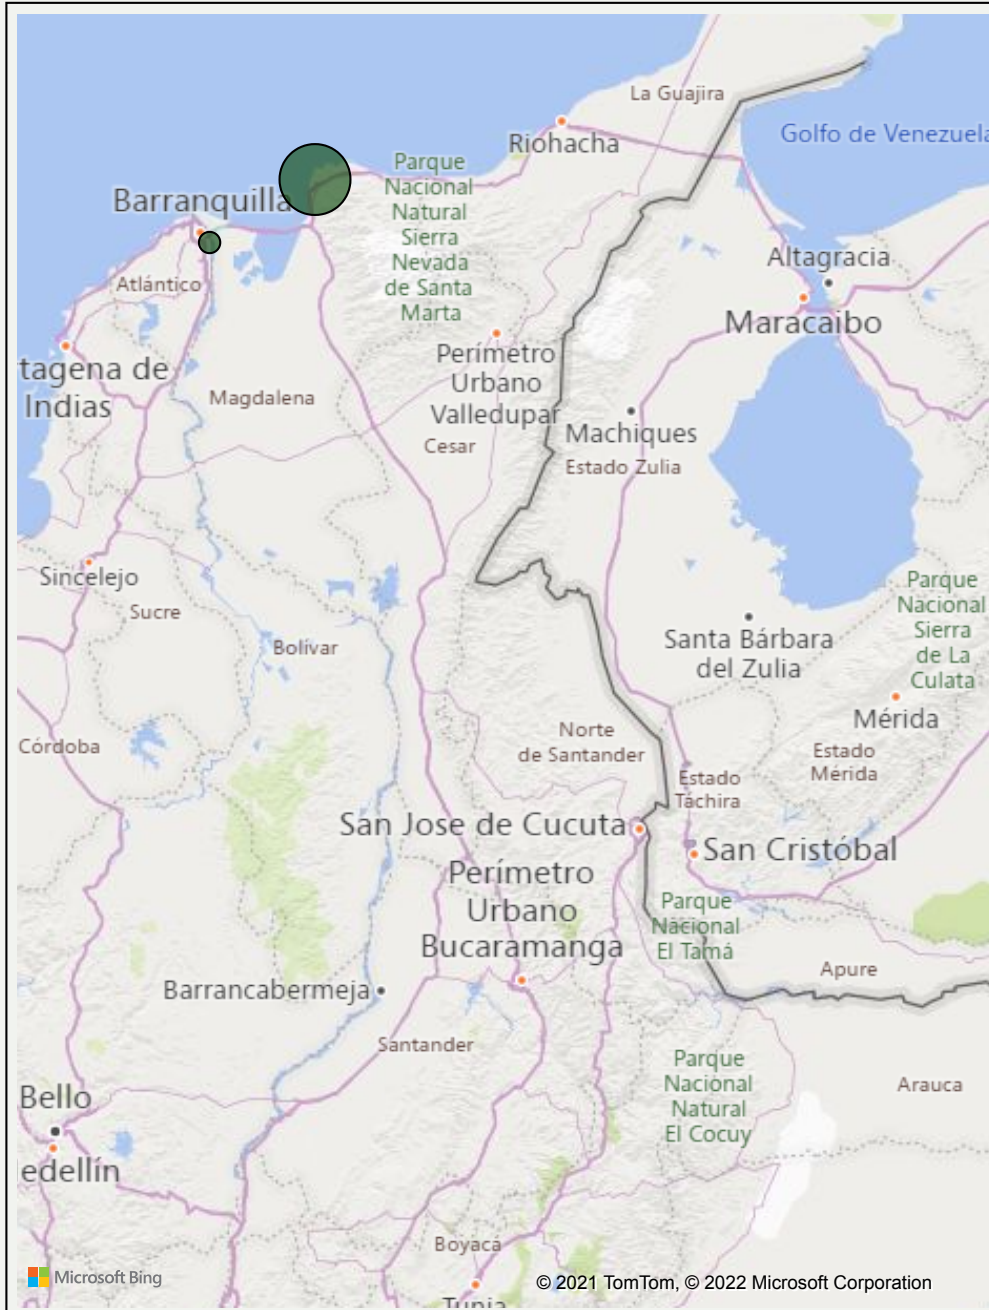 La Guajira
Golfo de Venezuela
Riohacha
Parque
Nacional
Natural
Sierra
Nevada
de Santa
Marta
Barranquilla
Altagracia
Atlántico
Maracaibo
Perímetro
Urbano
Valledupar
tagena de
Indias
Magdalena
Machiques
Cesar
Estado Zulia
Sincelejo
Parque
Nacional
Sierra
de La
Culata
Sucre
Santa Bárbara
del Zulia
Bolívar
Mérida
Norte
de Santander
Córdoba
Estado
Mérida
Estado
Táchira
San Jose de Cucuta
San Cristóbal
Perímetro
Urbano
Bucaramanga
Parque
Nacional
El Tamá
Apure
Barrancabermeja
Santander
Parque
Nacional
Natural
El Cocuy
Arauca
Bello
edellín
Boyacá
Microsoft Bing
© 2021 TomTom, © 2022 Microsoft Corporation
Tunja